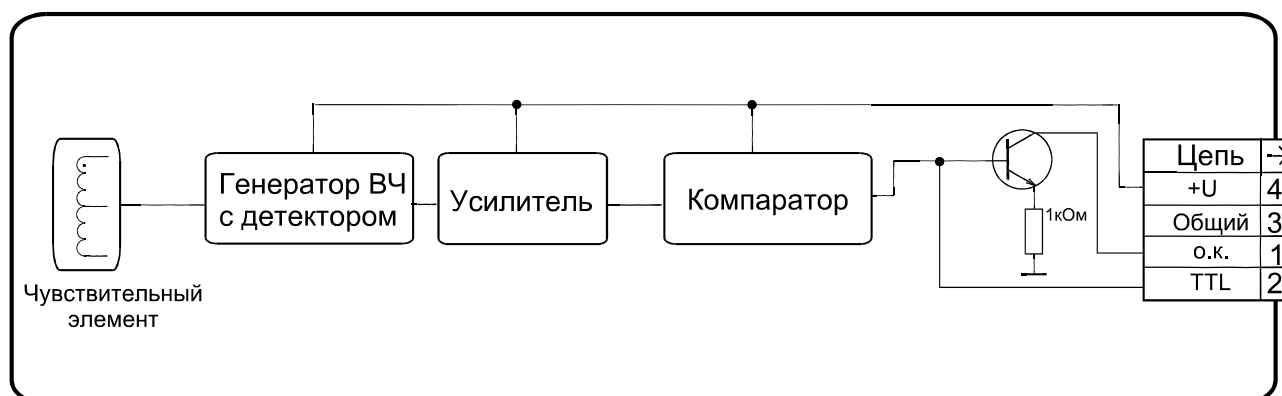 Чувствительный
элемент
Генератор ВЧ
с детектором
Усилитель
Компаратор
1кОм
Цепь →
+U 4
Общий 3
о.к. 1
TTL 2